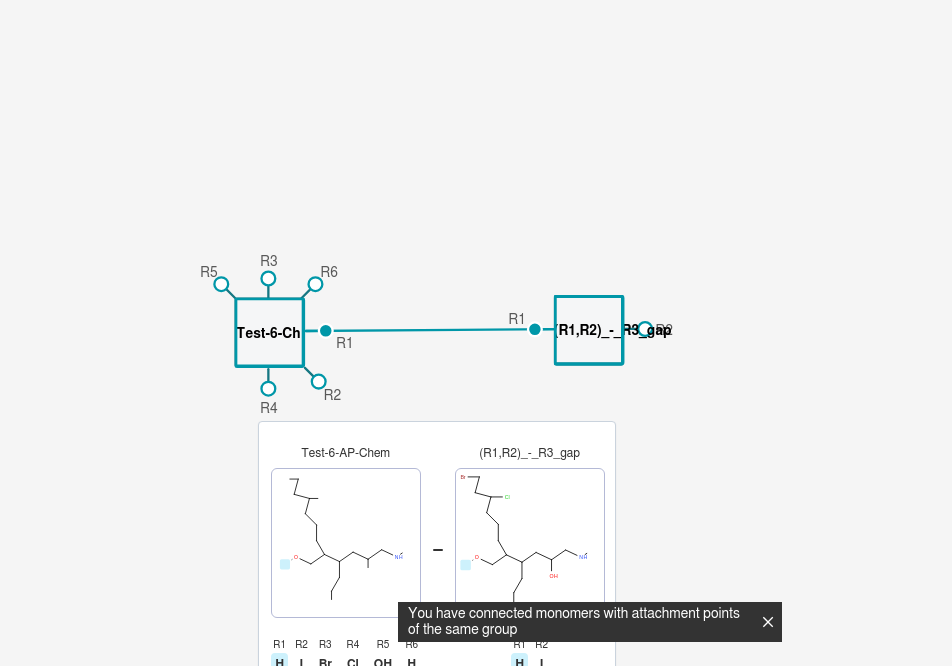 R3
R5
R6
R1
Test-6-Ch
(R1,R2)_-_R3_gap
R2
R1
R2
R4
Test-6-AP-Chem
(R1,R2)_-_R3_gap
Br
Cl
O
NH
O
NH
OH
–
You have connected monomers with attachment points
of the same group
R1 R2 R3 R4 R5 R6
R1 R2
H I Br Cl OH H
H I